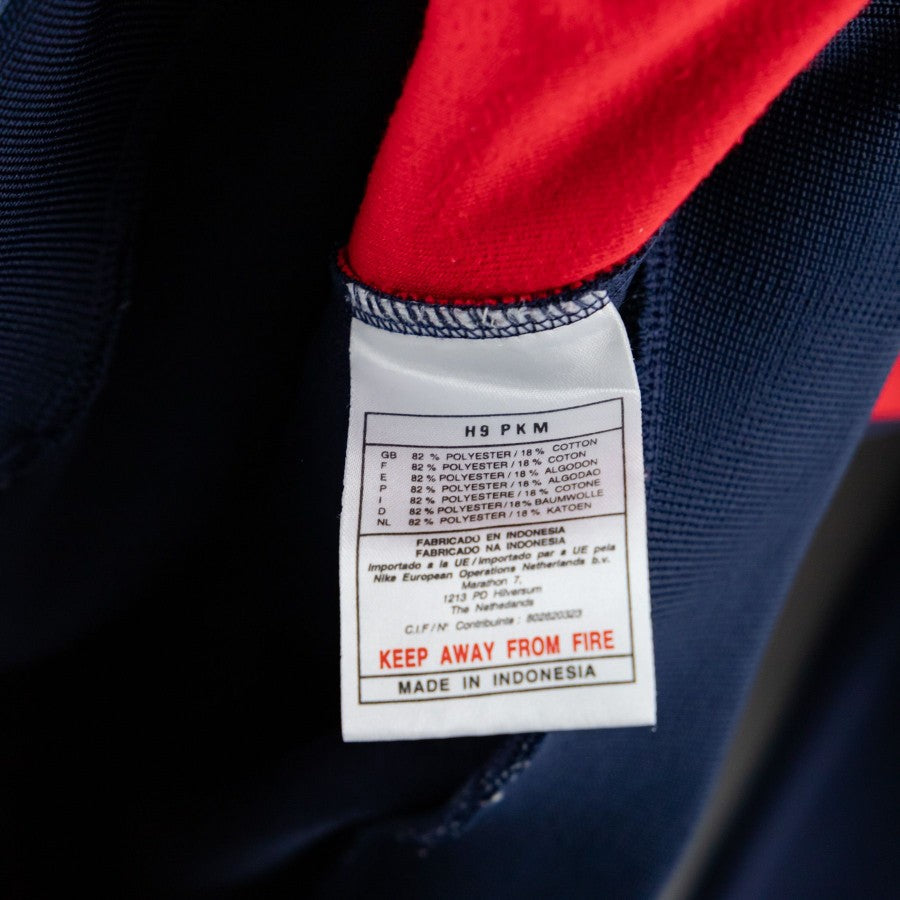 H9 PKM
GB 82 % POLYESTER / 18 % COTTON
F 82 % POLYESTER / 18 % COTON
E 82 % POLYESTER / 18 % ALGODON
P 82 % POLYESTER / 18 % ALGODAO
I 82 % POLYESTERE / 18 % COTONE
D 82 % POLYESTER / 18 % BAUMWOLLE
NL 82 % POLYESTER / 18 % KATOEN
FABRICADO EN INDONESIA
FABRICADO NA INDONESIA
Importado a la UE / Importado par a UE pela
Nike European Operations Netherlands b.v.
Marathon 7,
1213 PD Hilversum
The Netherlands
C.I.F / Nº Contribuinte : 802820323
KEEP AWAY FROM FIRE
MADE IN INDONESIA